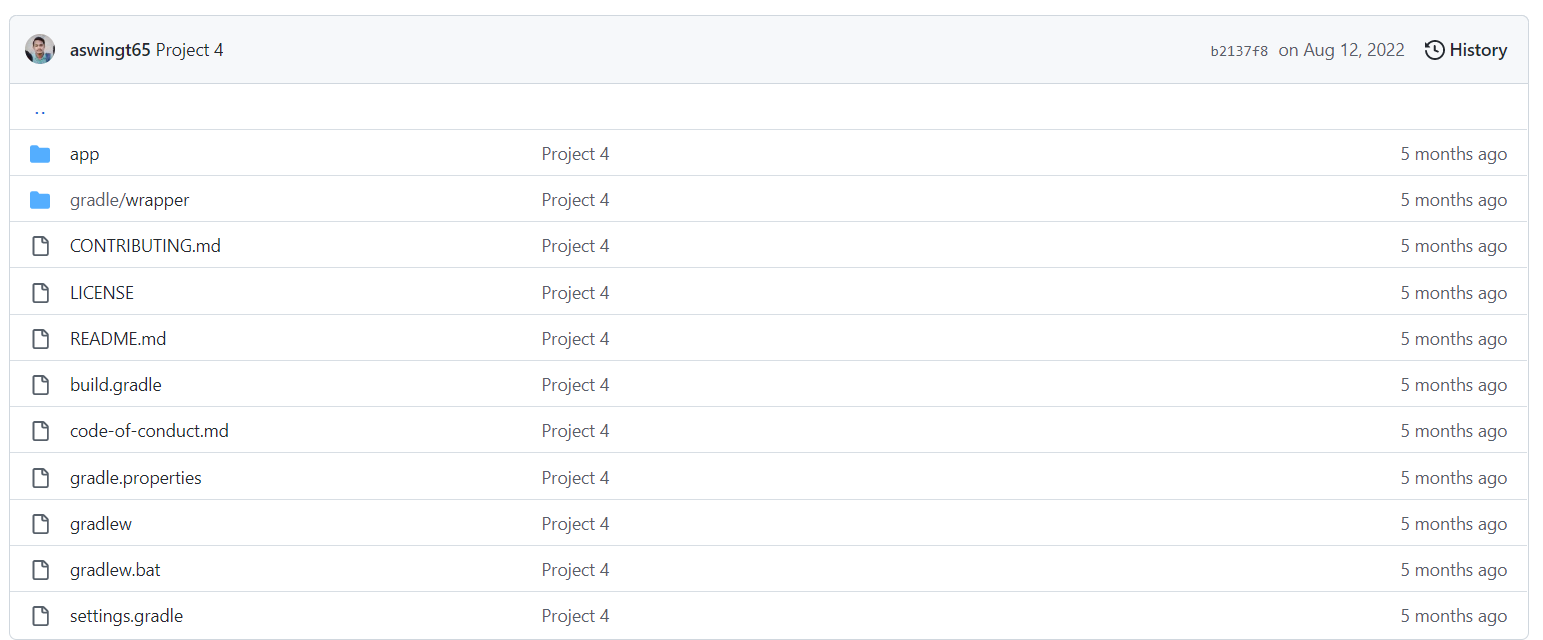 aswingt65 Project 4 b2137f8 on Aug 12, 2022 History
..
app Project 4 5 months ago
gradle/wrapper Project 4 5 months ago
CONTRIBUTING.md Project 4 5 months ago
LICENSE Project 4 5 months ago
README.md Project 4 5 months ago
build.gradle Project 4 5 months ago
code-of-conduct.md Project 4 5 months ago
gradle.properties Project 4 5 months ago
gradlew Project 4 5 months ago
gradlew.bat Project 4 5 months ago
settings.gradle Project 4 5 months ago